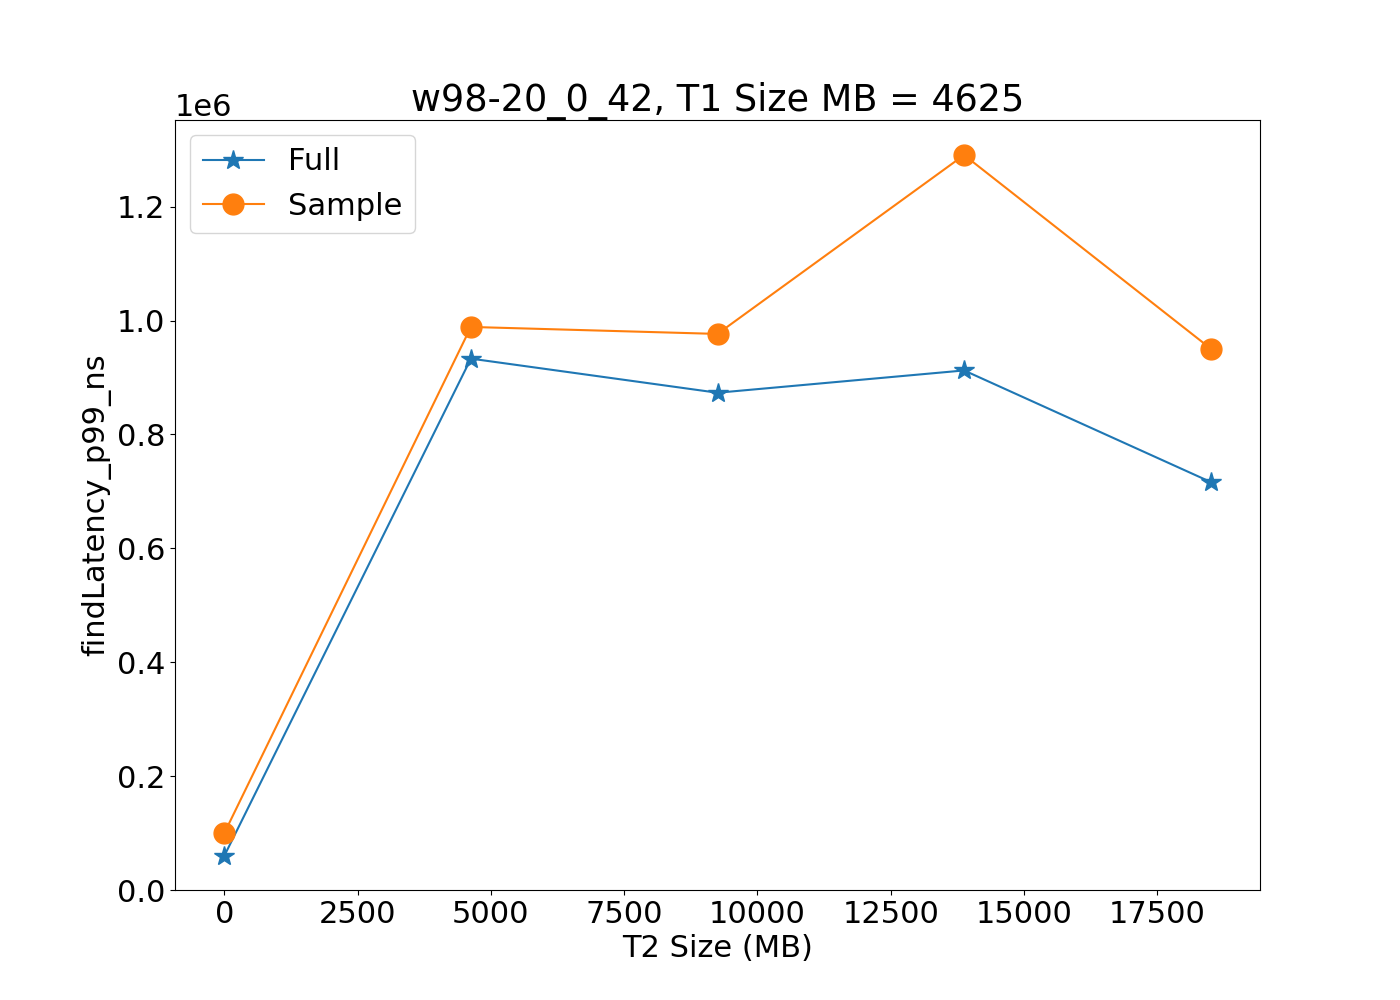 w98-20_0_42, T1 Size MB = 4625
1e6
Full
Sample
1.2
1.0
0.8
0.6
0.4
0.2
0.0
findLatency_p99_ns
0 2500 5000 7500 10000 12500 15000 17500
T2 Size (MB)